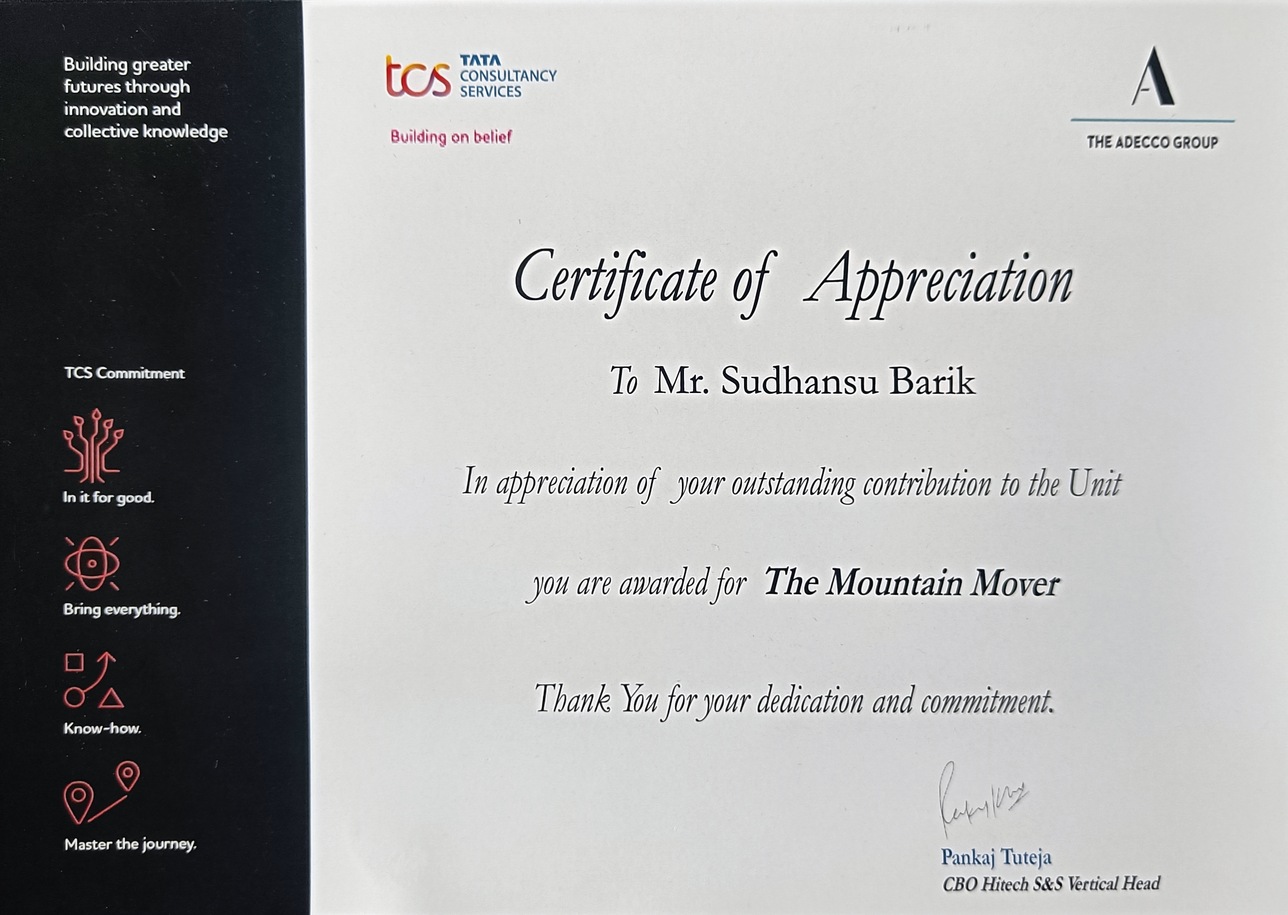 Building greater
futures through
innovation and
collective knowledge
TCS Commitment
In it for good.
Bring everything.
Know-how.
Master the journey.
tcs TATA
CONSULTANCY
SERVICES
Building on belief
A
THE ADECCO GROUP
Certificate of Appreciation
To Mr. Sudhansu Barik
In appreciation of your outstanding contribution to the Unit
you are awarded for The Mountain Mover
Thank You for your dedication and commitment.
Pankaj Tuteja
CBO Hitech S&S Vertical Head